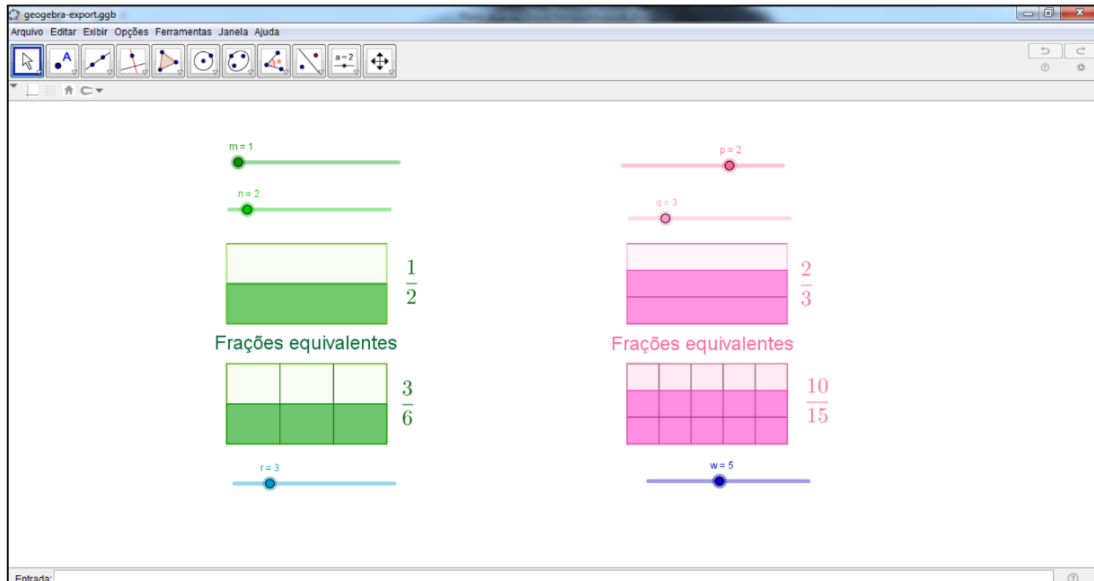 geogebra-export.ggb
Arquivo Editar Exibir Opções Ferramentas Janela Ajuda
A
a=2
m = 1
p = 2
n = 2
q = 3
1
2
2
3
Frações equivalentes
Frações equivalentes
3
6
10
15
r = 3
w = 5
Entrada: